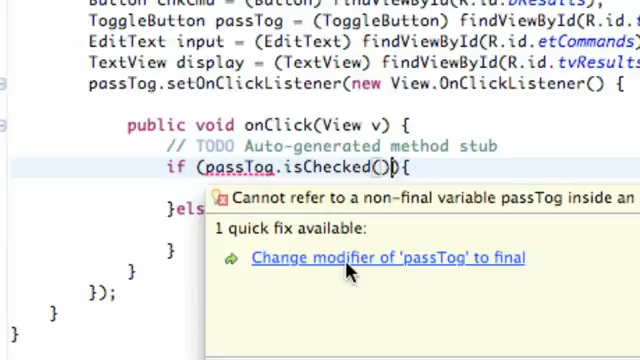 Button chkCmd = (Button) findViewById(R.id.bResults);
ToggleButton passTog = (ToggleButton) findViewById(R.id.t
EditText input = (EditText) findViewById(R.id.etCommands)
TextView display = (TextView) findViewById(R.id.tvResults
passTog.setOnClickListener(new View.OnClickListener() {
public void onClick(View v) {
// TODO Auto-generated method stub
if (passTog.isChecked()){
Cannot refer to a non-final variable passTog inside an
}els
1 quick fix available:
}
Change modifier of 'passTog' to final
}
});
}
}